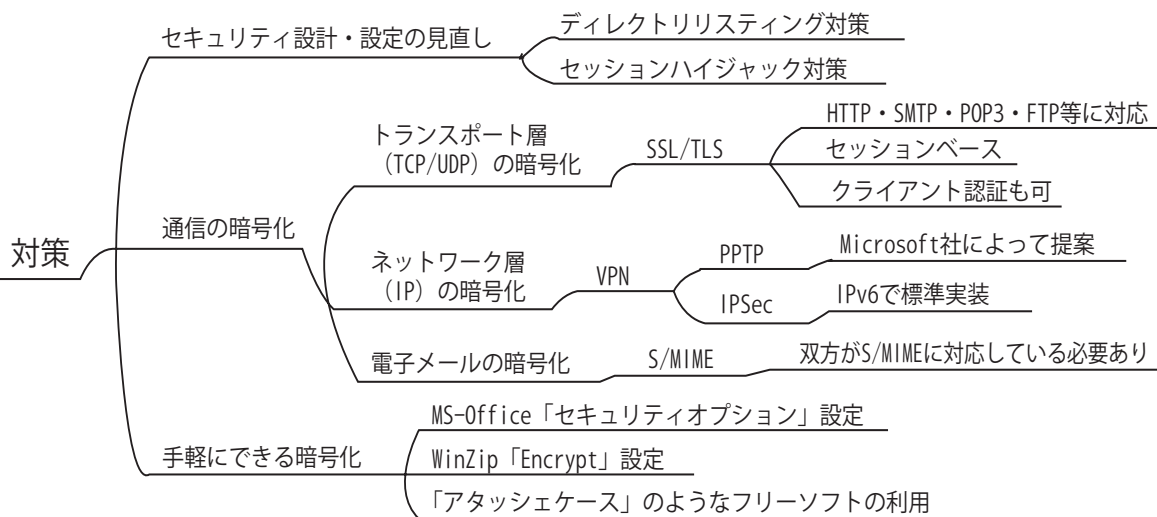 対策
セキュリティ設計・設定の見直し
ディレクトリリスティング対策
セッションハイジャック対策
通信の暗号化
トランスポート層
（TCP/UDP）の暗号化
SSL/TLS
HTTP・SMTP・POP3・FTP等に対応
セッションベース
クライアント認証も可
ネットワーク層
（IP）の暗号化
VPN
PPTP
Microsoft社によって提案
IPSec
IPv6で標準実装
電子メールの暗号化
S/MIME
双方がS/MIMEに対応している必要あり
手軽にできる暗号化
MS-Office「セキュリティオプション」設定
WinZip「Encrypt」設定
「アタッシェケース」のようなフリーソフトの利用